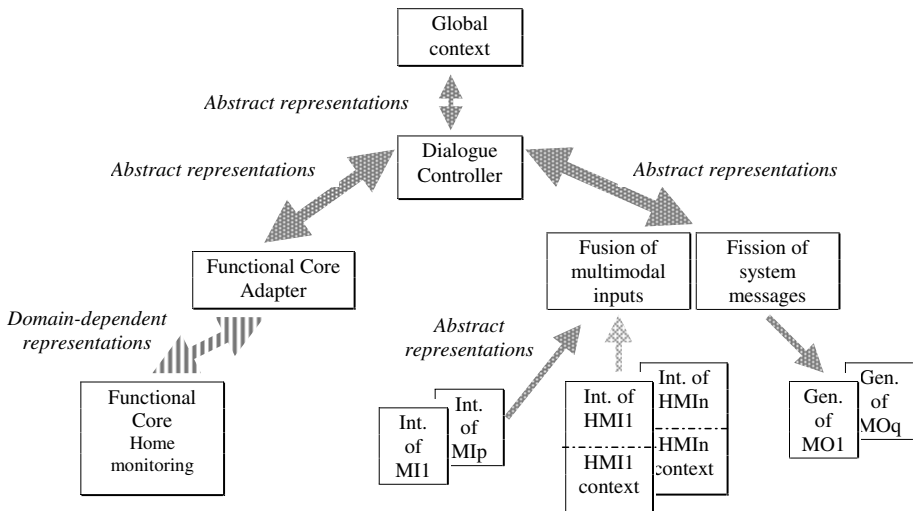 Global
context
Abstract representations
Dialogue
Controller
Abstract representations
Abstract representations
Functional Core
Adapter
Fusion of
multimodal
inputs
Fission of
system
messages
Domain-dependent
representations
Abstract
representations
Functional
Core
Home
monitoring
Int.
of
MI1
Int.
of
MIp
Int. of
HMI1
HMI1
context
Int. of
HMIn
HMIn
context
Gen.
of
MO1
Gen.
of
MOq